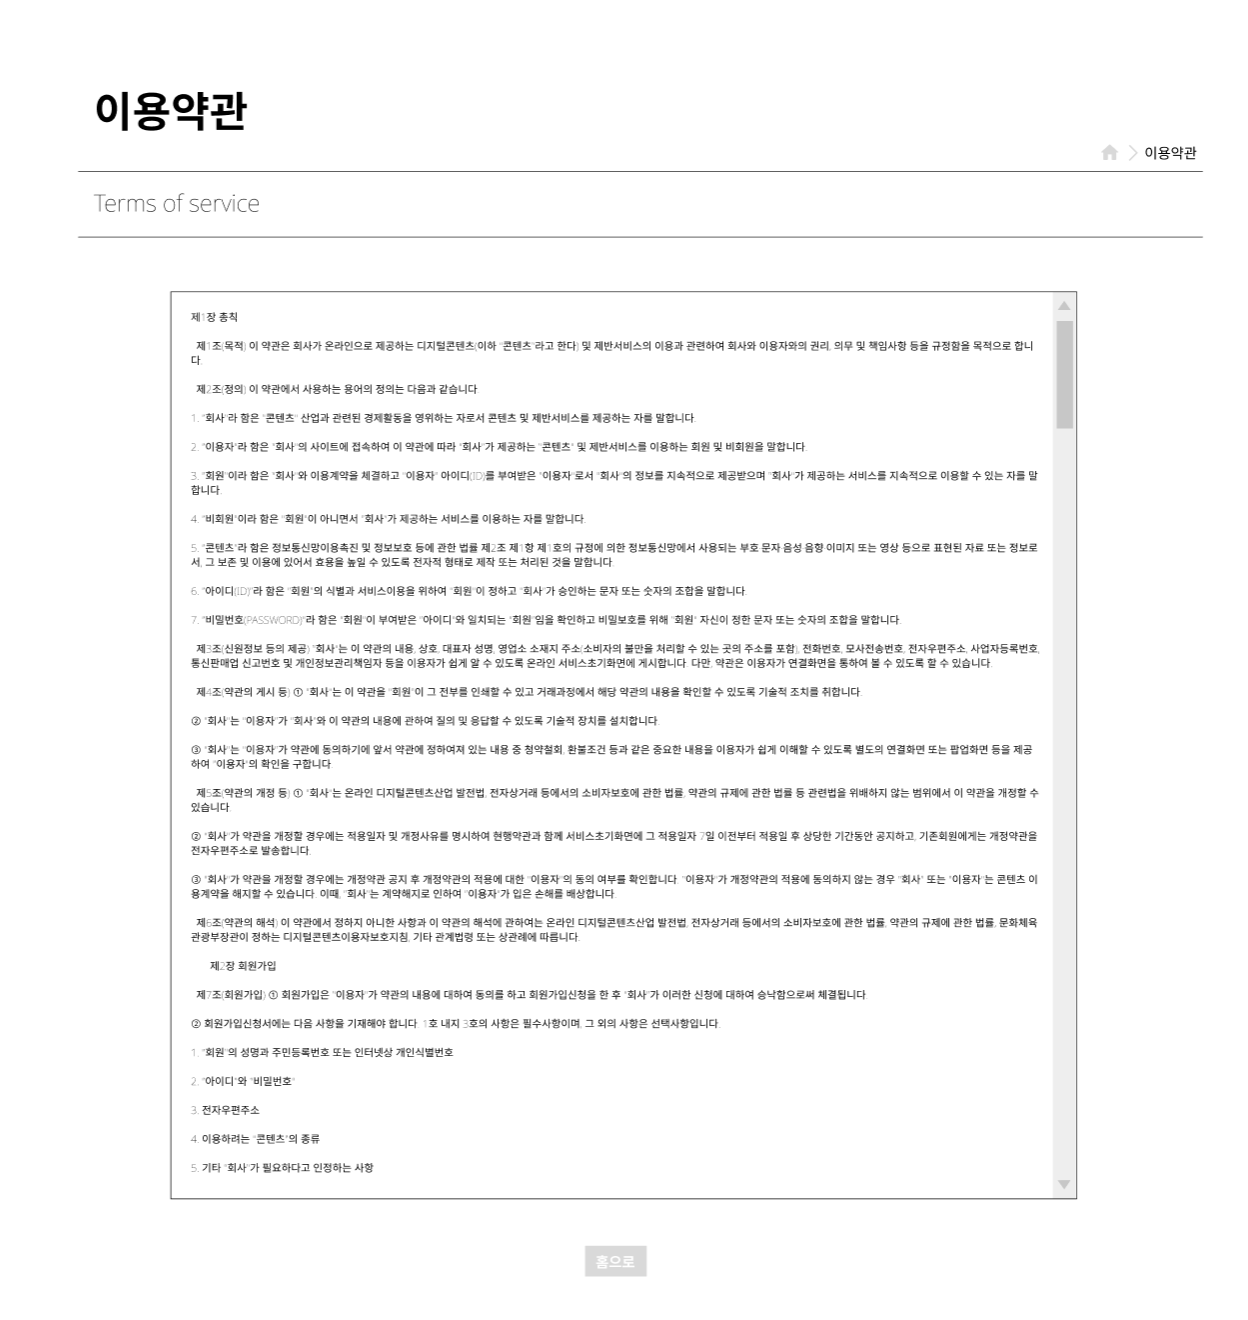 이용약관
이용약관
Terms of service
제1장 총칙
제1조(목적) 이 약관은 회사가 온라인으로 제공하는 디지털콘텐츠(이하 "콘텐츠"라고 한다) 및 제반서비스의 이용과 관련하여 회사와 이용자와의 권리, 의무 및 책임사항 등을 규정함을 목적으로 합니
다.
제2조(정의) 이 약관에서 사용하는 용어의 정의는 다음과 같습니다.
1. "회사"라 함은 "콘텐츠" 산업과 관련된 경제활동을 영위하는 자로서 콘텐츠 및 제반서비스를 제공하는 자를 말합니다.
2. "이용자"라 함은 "회사"의 사이트에 접속하여 이 약관에 따라 "회사"가 제공하는 "콘텐츠" 및 제반서비스를 이용하는 회원 및 비회원을 말합니다.
3. "회원"이라 함은 "회사"와 이용계약을 체결하고 "이용자" 아이디(ID)를 부여받은 "이용자"로서 "회사"의 정보를 지속적으로 제공받으며 "회사"가 제공하는 서비스를 지속적으로 이용할 수 있는 자를 말
합니다.
4. "비회원"이라 함은 "회원"이 아니면서 "회사"가 제공하는 서비스를 이용하는 자를 말합니다.
5. "콘텐츠"라 함은 정보통신망이용촉진 및 정보보호 등에 관한 법률 제2조 제1항 제1호의 규정에 의한 정보통신망에서 사용되는 부호·문자·음성·음향·이미지 또는 영상 등으로 표현된 자료 또는 정보로
서, 그 보존 및 이용에 있어서 효용을 높일 수 있도록 전자적 형태로 제작 또는 처리된 것을 말합니다.
6. "아이디(ID)"라 함은 "회원"의 식별과 서비스이용을 위하여 "회원"이 정하고 "회사"가 승인하는 문자 또는 숫자의 조합을 말합니다.
7. "비밀번호(PASSWORD)"라 함은 "회원"이 부여받은 "아이디"와 일치되는 "회원"임을 확인하고 비밀보호를 위해 "회원" 자신이 정한 문자 또는 숫자의 조합을 말합니다.
제3조(신원정보 등의 제공) "회사"는 이 약관의 내용, 상호, 대표자 성명, 영업소 소재지 주소(소비자의 불만을 처리할 수 있는 곳의 주소를 포함), 전화번호, 모사전송번호, 전자우편주소, 사업자등록번호,
통신판매업 신고번호 및 개인정보관리책임자 등을 이용자가 쉽게 알 수 있도록 온라인 서비스초기화면에 게시합니다. 다만, 약관은 이용자가 연결화면을 통하여 볼 수 있도록 할 수 있습니다.
제4조(약관의 게시 등) ① "회사"는 이 약관을 "회원"이 그 전부를 인쇄할 수 있고 거래과정에서 해당 약관의 내용을 확인할 수 있도록 기술적 조치를 취합니다.
② "회사"는 "이용자"가 "회사"와 이 약관의 내용에 관하여 질의 및 응답할 수 있도록 기술적 장치를 설치합니다.
③ "회사"는 "이용자"가 약관에 동의하기에 앞서 약관에 정하여져 있는 내용 중 청약철회, 환불조건 등과 같은 중요한 내용을 이용자가 쉽게 이해할 수 있도록 별도의 연결화면 또는 팝업화면 등을 제공
하여 "이용자"의 확인을 구합니다.
제5조(약관의 개정 등) ① "회사"는 온라인 디지털콘텐츠산업 발전법, 전자상거래 등에서의 소비자보호에 관한 법률, 약관의 규제에 관한 법률 등 관련법을 위배하지 않는 범위에서 이 약관을 개정할 수
있습니다.
② "회사"가 약관을 개정할 경우에는 적용일자 및 개정사유를 명시하여 현행약관과 함께 서비스초기화면에 그 적용일자 7일 이전부터 적용일 후 상당한 기간동안 공지하고, 기존회원에게는 개정약관을
전자우편주소로 발송합니다.
③ "회사"가 약관을 개정할 경우에는 개정약관 공지 후 개정약관의 적용에 대한 "이용자"의 동의 여부를 확인합니다. "이용자"가 개정약관의 적용에 동의하지 않는 경우 "회사" 또는 "이용자"는 콘텐츠 이
용계약을 해지할 수 있습니다. 이때, "회사"는 계약해지로 인하여 "이용자"가 입은 손해를 배상합니다.
제6조(약관의 해석) 이 약관에서 정하지 아니한 사항과 이 약관의 해석에 관하여는 온라인 디지털콘텐츠산업 발전법, 전자상거래 등에서의 소비자보호에 관한 법률, 약관의 규제에 관한 법률, 문화체육
관광부장관이 정하는 디지털콘텐츠이용자보호지침, 기타 관계법령 또는 상관례에 따릅니다.
제2장 회원가입
제7조(회원가입) ① 회원가입은 "이용자"가 약관의 내용에 대하여 동의를 하고 회원가입신청을 한 후 "회사"가 이러한 신청에 대하여 승낙함으로써 체결됩니다.
② 회원가입신청서에는 다음 사항을 기재해야 합니다. 1호 내지 3호의 사항은 필수사항이며, 그 외의 사항은 선택사항입니다.
1. "회원"의 성명과 주민등록번호 또는 인터넷상 개인식별번호
2. "아이디"와 "비밀번호"
3. 전자우편주소
4. 이용하려는 "콘텐츠"의 종류
5. 기타 "회사"가 필요하다고 인정하는 사항
홈으로